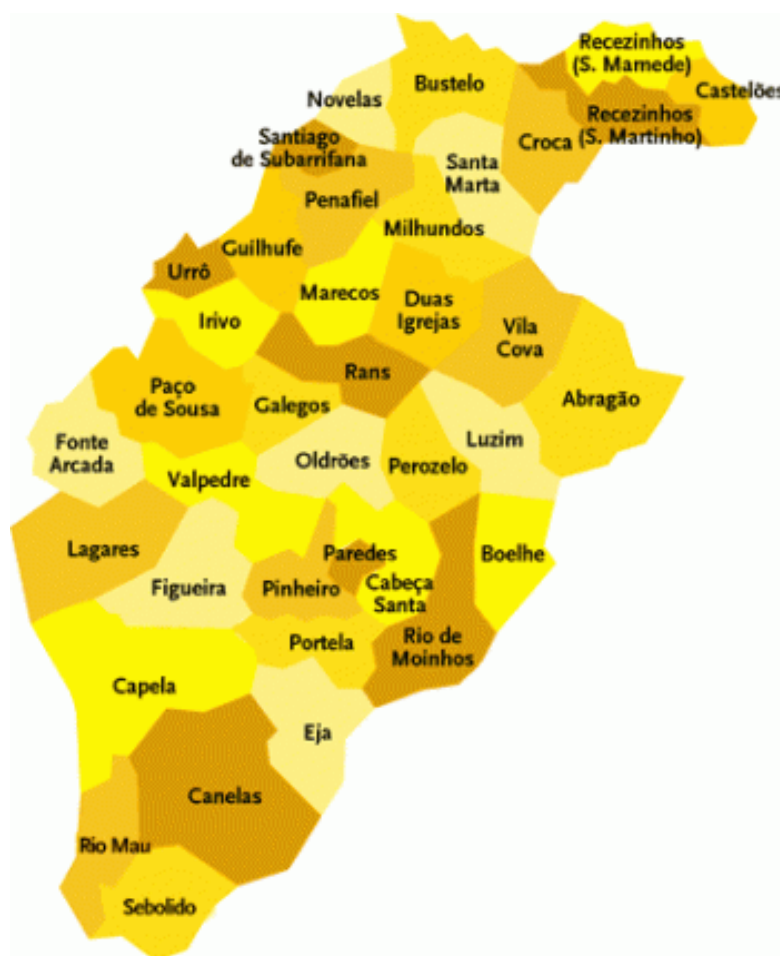 Recezinhos
(S. Mamede)
Bustelo
Castelões
Novelas
Recezinhos
(S. Martinho)
Santiago
de Subarrifana
Croca
Santa
Marta
Penafiel
Milhundos
Guilhufe
Urrô
Marecos
Duas
Igrejas
Irivo
Vila
Cova
Rans
Paço
de Sousa
Galegos
Abragão
Fonte
Arcada
Luzim
Oldrões
Perozelo
Valpedre
Lagares
Paredes
Boelhe
Figueira
Pinheiro
Cabeça
Santa
Portela
Rio de
Moinhos
Capela
Eja
Canelas
Rio Mau
Sebolido